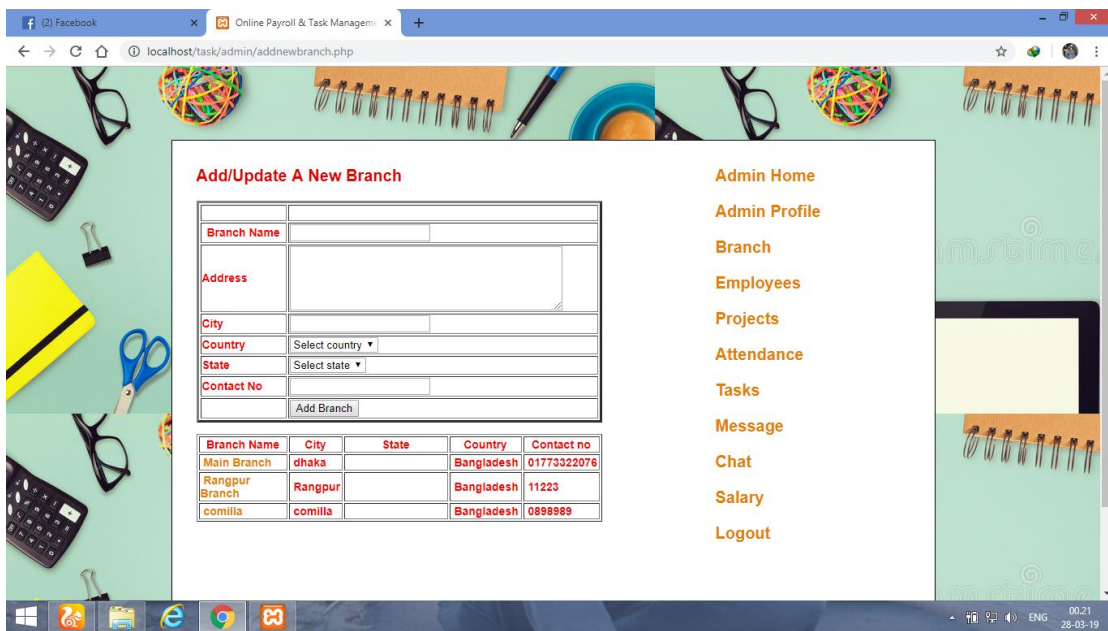 (2) Facebook
Online Payroll & Task Manageme
localhost/task/admin/addnewbranch.php
Add/Update A New Branch
Branch Name
Address
City
Country
Select country
State
Select state
Contact No
Add Branch
Branch Name City State Country Contact no
Main Branch dhaka Bangladesh 01773322076
Rangpur Branch Rangpur Bangladesh 11223
comilla comilla Bangladesh 0898989
Admin Home
Admin Profile
Branch
Employees
Projects
Attendance
Tasks
Message
Chat
Salary
Logout
ENG
00.21
28-03-19